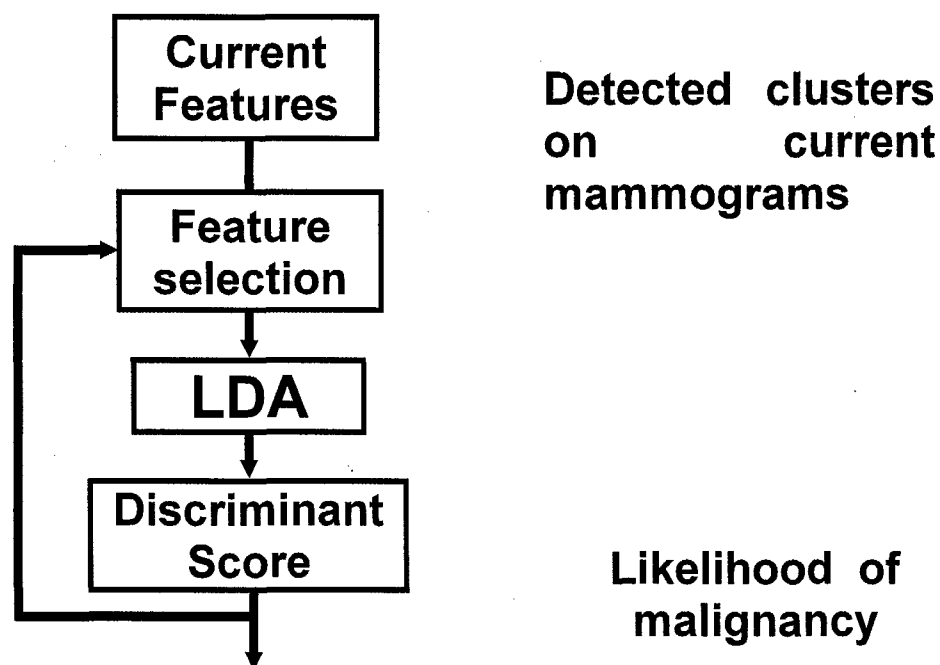 Current
Features
Detected clusters
on current
mammograms
Feature
selection
LDA
Discriminant
Score
Likelihood of
malignancy